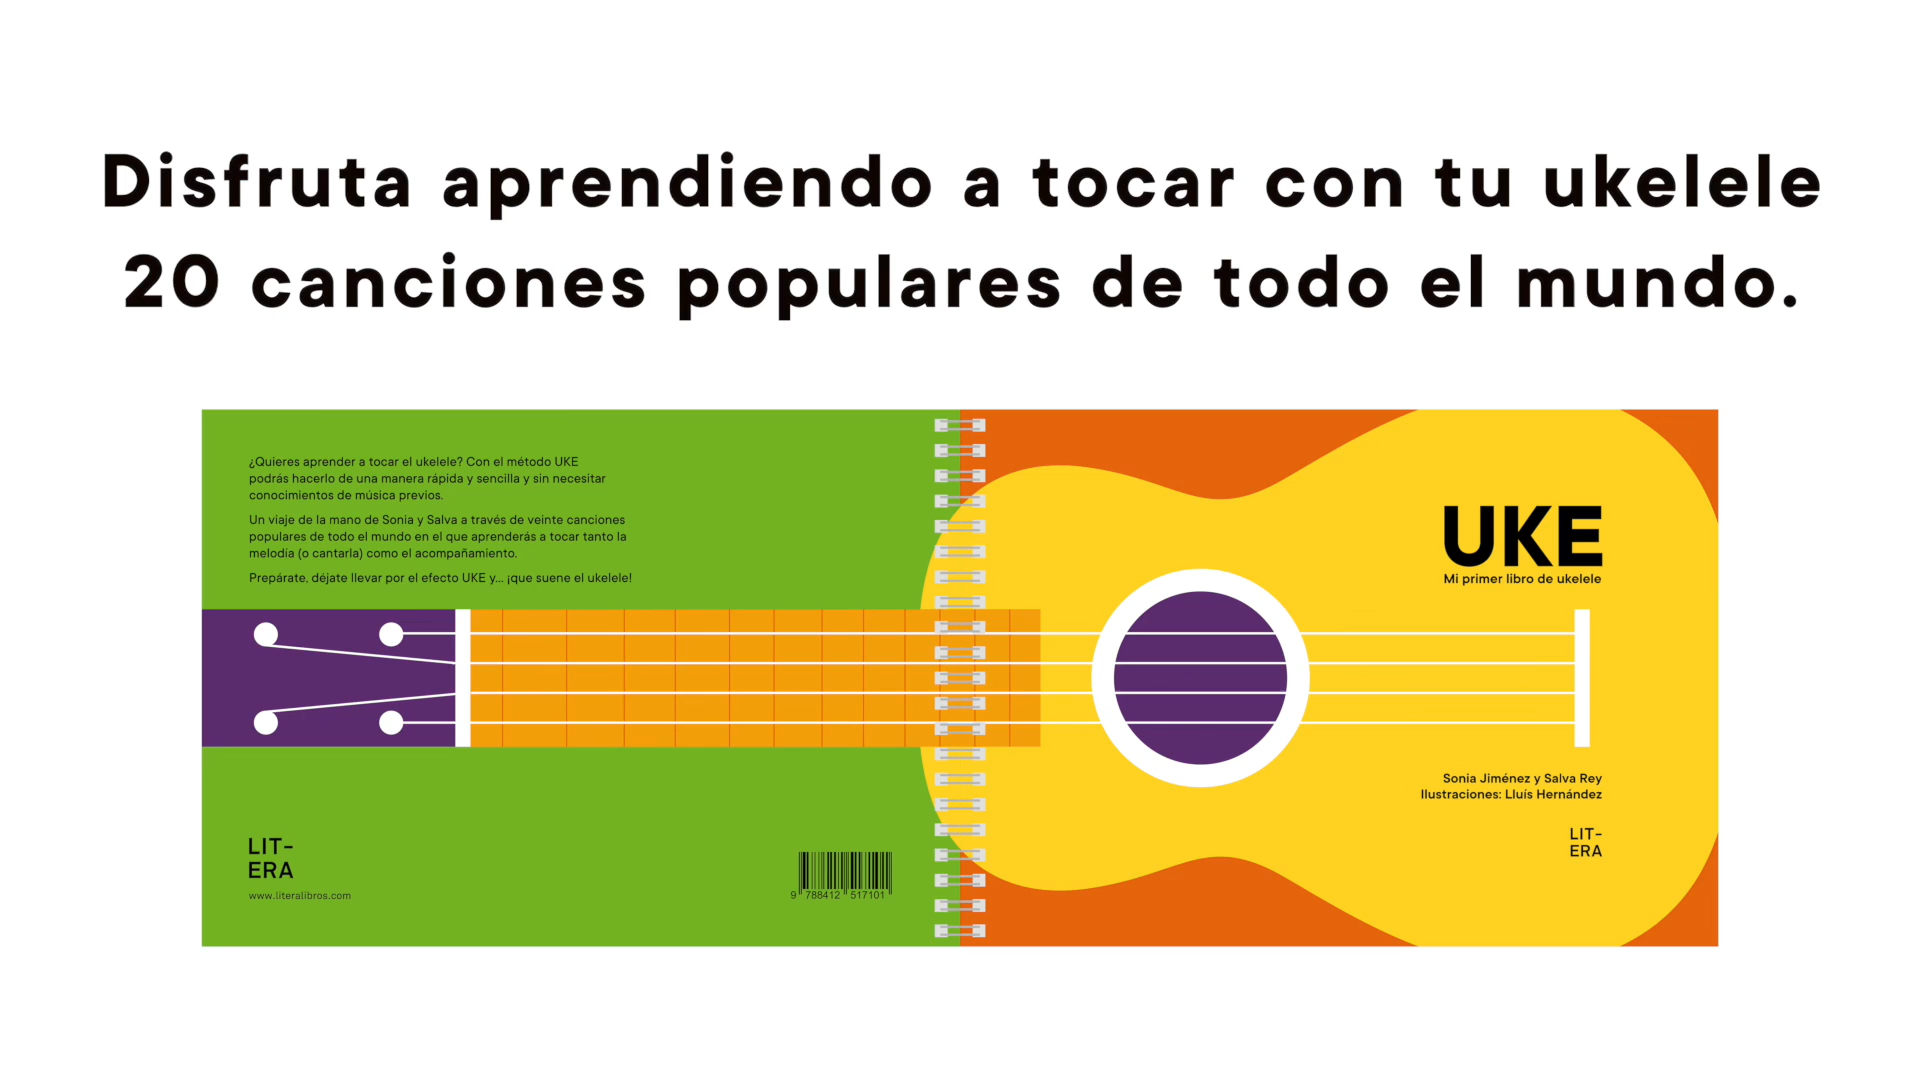 Disfruta aprendiendo a tocar con tu ukelele
20 canciones populares de todo el mundo.
¿Quieres aprender a tocar el ukelele? Con el método UKE
podrás hacerlo de una manera rápida y sencilla y sin necesitar
conocimientos de música previos.
Un viaje de la mano de Sonia y Salva a través de veinte canciones
populares de todo el mundo en el que aprenderás a tocar tanto la
melodía (o cantarla) como el acompañamiento.
Prepárate, déjate llevar por el efecto UKE y... ¡que suene el ukelele!
LIT-
ERA
www.literalibros.com
9 788412 517101
UKE
Mi primer libro de ukelele
Sonia Jiménez y Salva Rey
Ilustraciones: Lluís Hernández
LIT-
ERA